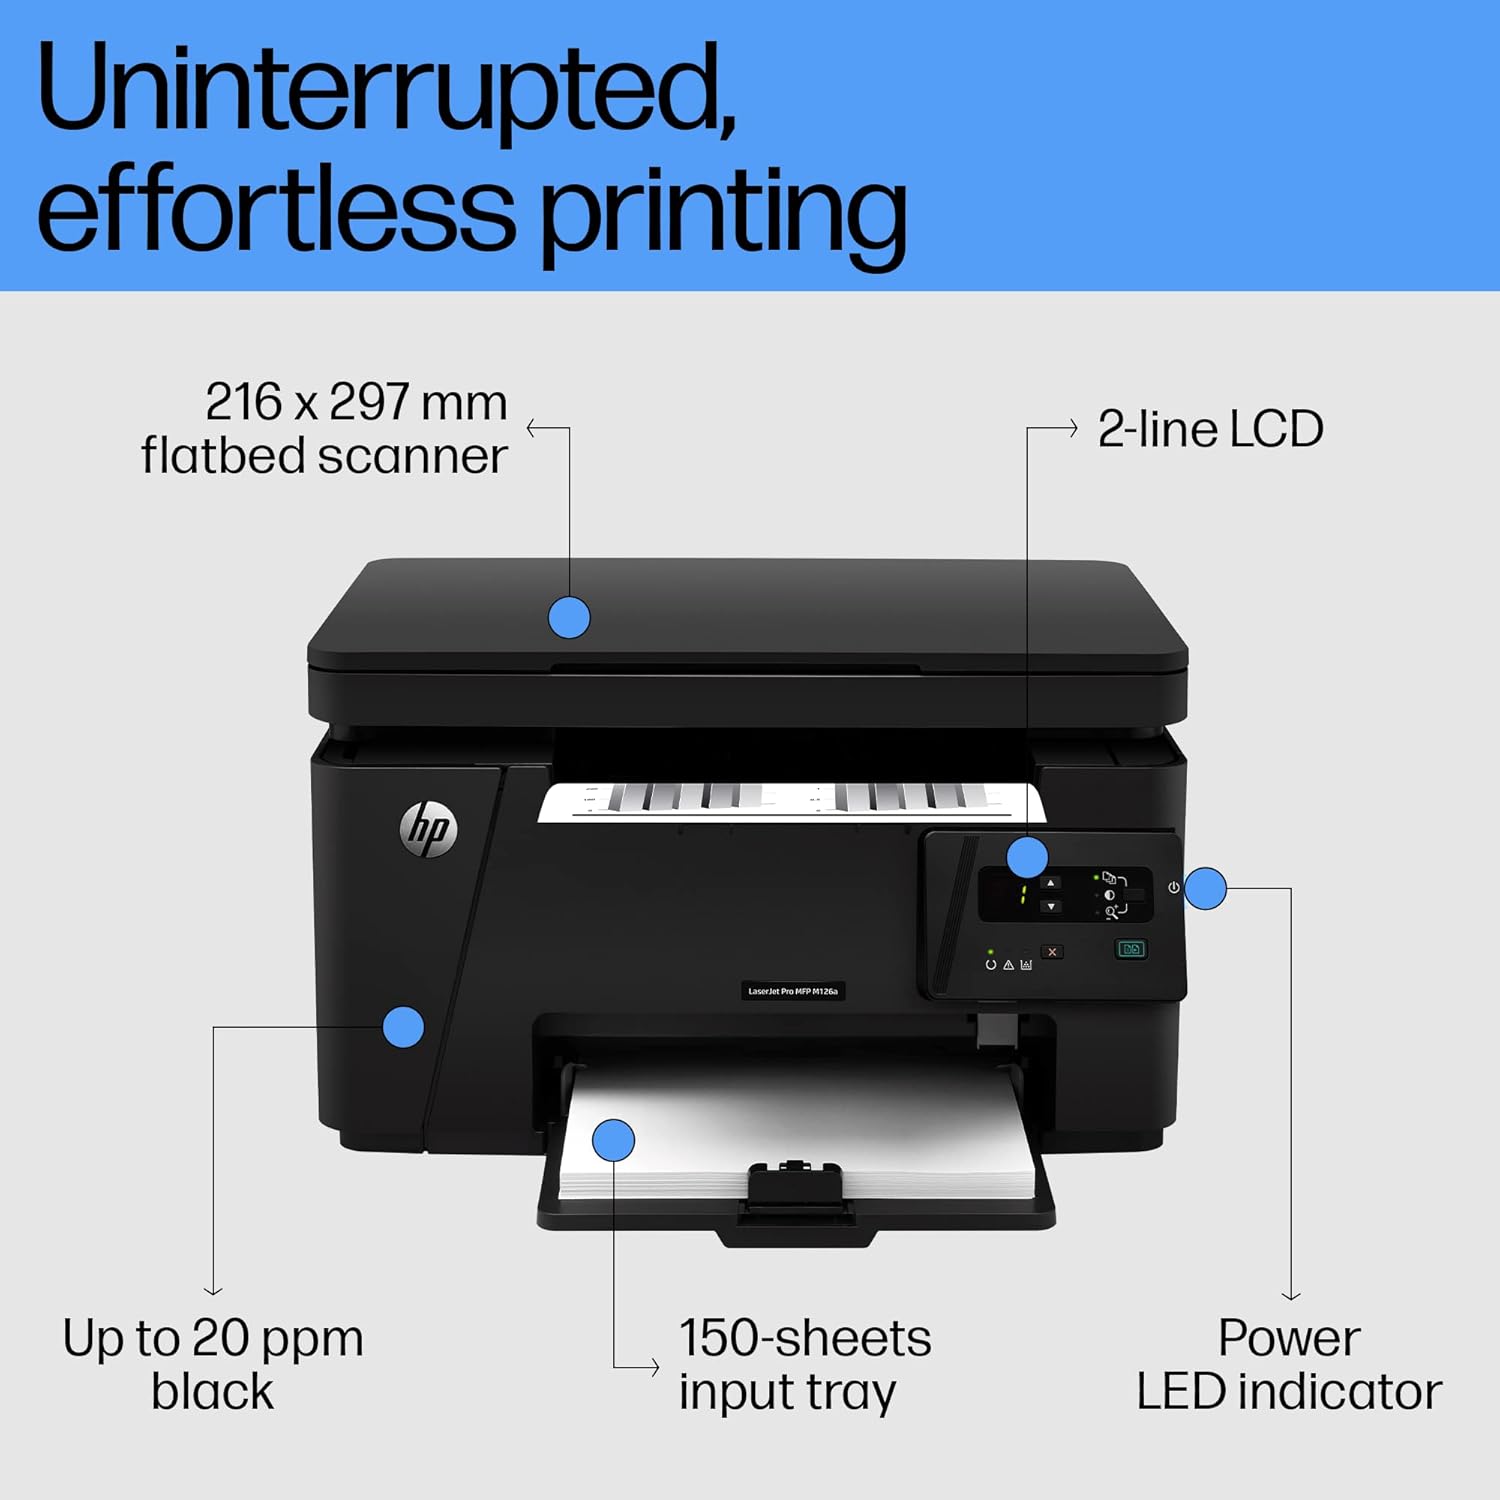 Uninterrupted,
effortless printing
216 x 297 mm
flatbed scanner
2-line LCD
hp
1
LaserJet Pro MFP M126a
Up to 20 ppm
black
150-sheets
input tray
Power
LED indicator